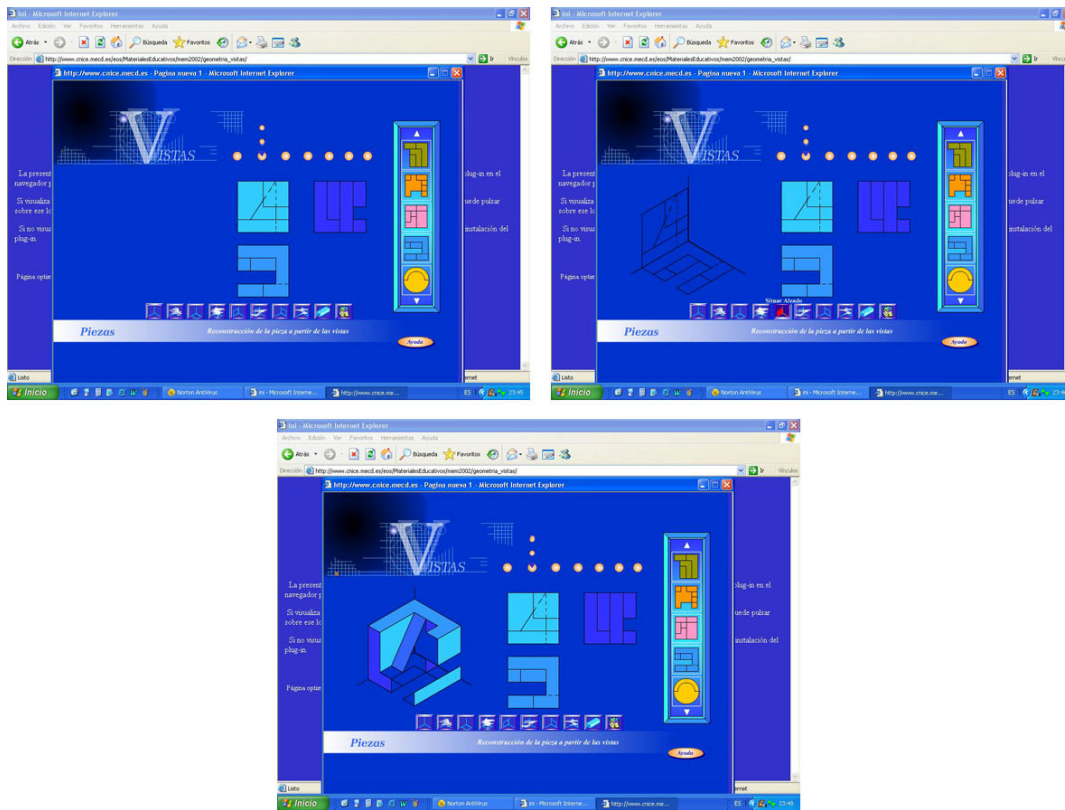 ini - Microsoft Internet Explorer
Archivo Edición Ver Favoritos Herramientas Ayuda
Atrás Búsqueda Favoritos
Dirección http://www.cnice.mecd.es/eos/MaterialesEducativos/mem2002/geometria_vistas/ Ir Vínculos
http://www.cnice.mecd.es - Pagina nueva 1 - Microsoft Internet Explorer
VISTAS
La present
navegador p
Si visualiza
sobre ese lo
Si no visua
plug-in.
Página optim
plug-in en el
uede pulsar
instalación del
Piezas
Reconstrucción de la pieza a partir de las vistas
Ayuda
Listo
Inicio Norton AntiVirus ini - Microsoft Interne... http://www.cnice.me... ES 23:45
ini - Microsoft Internet Explorer
Archivo Edición Ver Favoritos Herramientas Ayuda
Atrás Búsqueda Favoritos
Dirección http://www.cnice.mecd.es/eos/MaterialesEducativos/mem2002/geometria_vistas/ Ir Vínculos
http://www.cnice.mecd.es - Pagina nueva 1 - Microsoft Internet Explorer
VISTAS
La present
navegador p
Si visualiza
sobre ese lo
Si no visua
plug-in.
Página optim
plug-in en el
uede pulsar
instalación del
Situar Alzado
Piezas
Reconstrucción de la pieza a partir de las vistas
Ayuda
Listo
Inicio Norton AntiVirus ini - Microsoft Interne... http://www.cnice.me... ES
ini - Microsoft Internet Explorer
Archivo Edición Ver Favoritos Herramientas Ayuda
Atrás Búsqueda Favoritos
Dirección http://www.cnice.mecd.es/eos/MaterialesEducativos/mem2002/geometria_vistas/ Ir Vínculos
http://www.cnice.mecd.es - Pagina nueva 1 - Microsoft Internet Explorer
VISTAS
La present
navegador p
Si visualiza
sobre ese lo
Si no visua
plug-in.
Página optim
plug-in en el
uede pulsar
instalación del
Piezas
Reconstrucción de la pieza a partir de las vistas
Ayuda
Listo
Inicio Norton AntiVirus ini - Microsoft Interne... http://www.cnice.me... ES 23:48